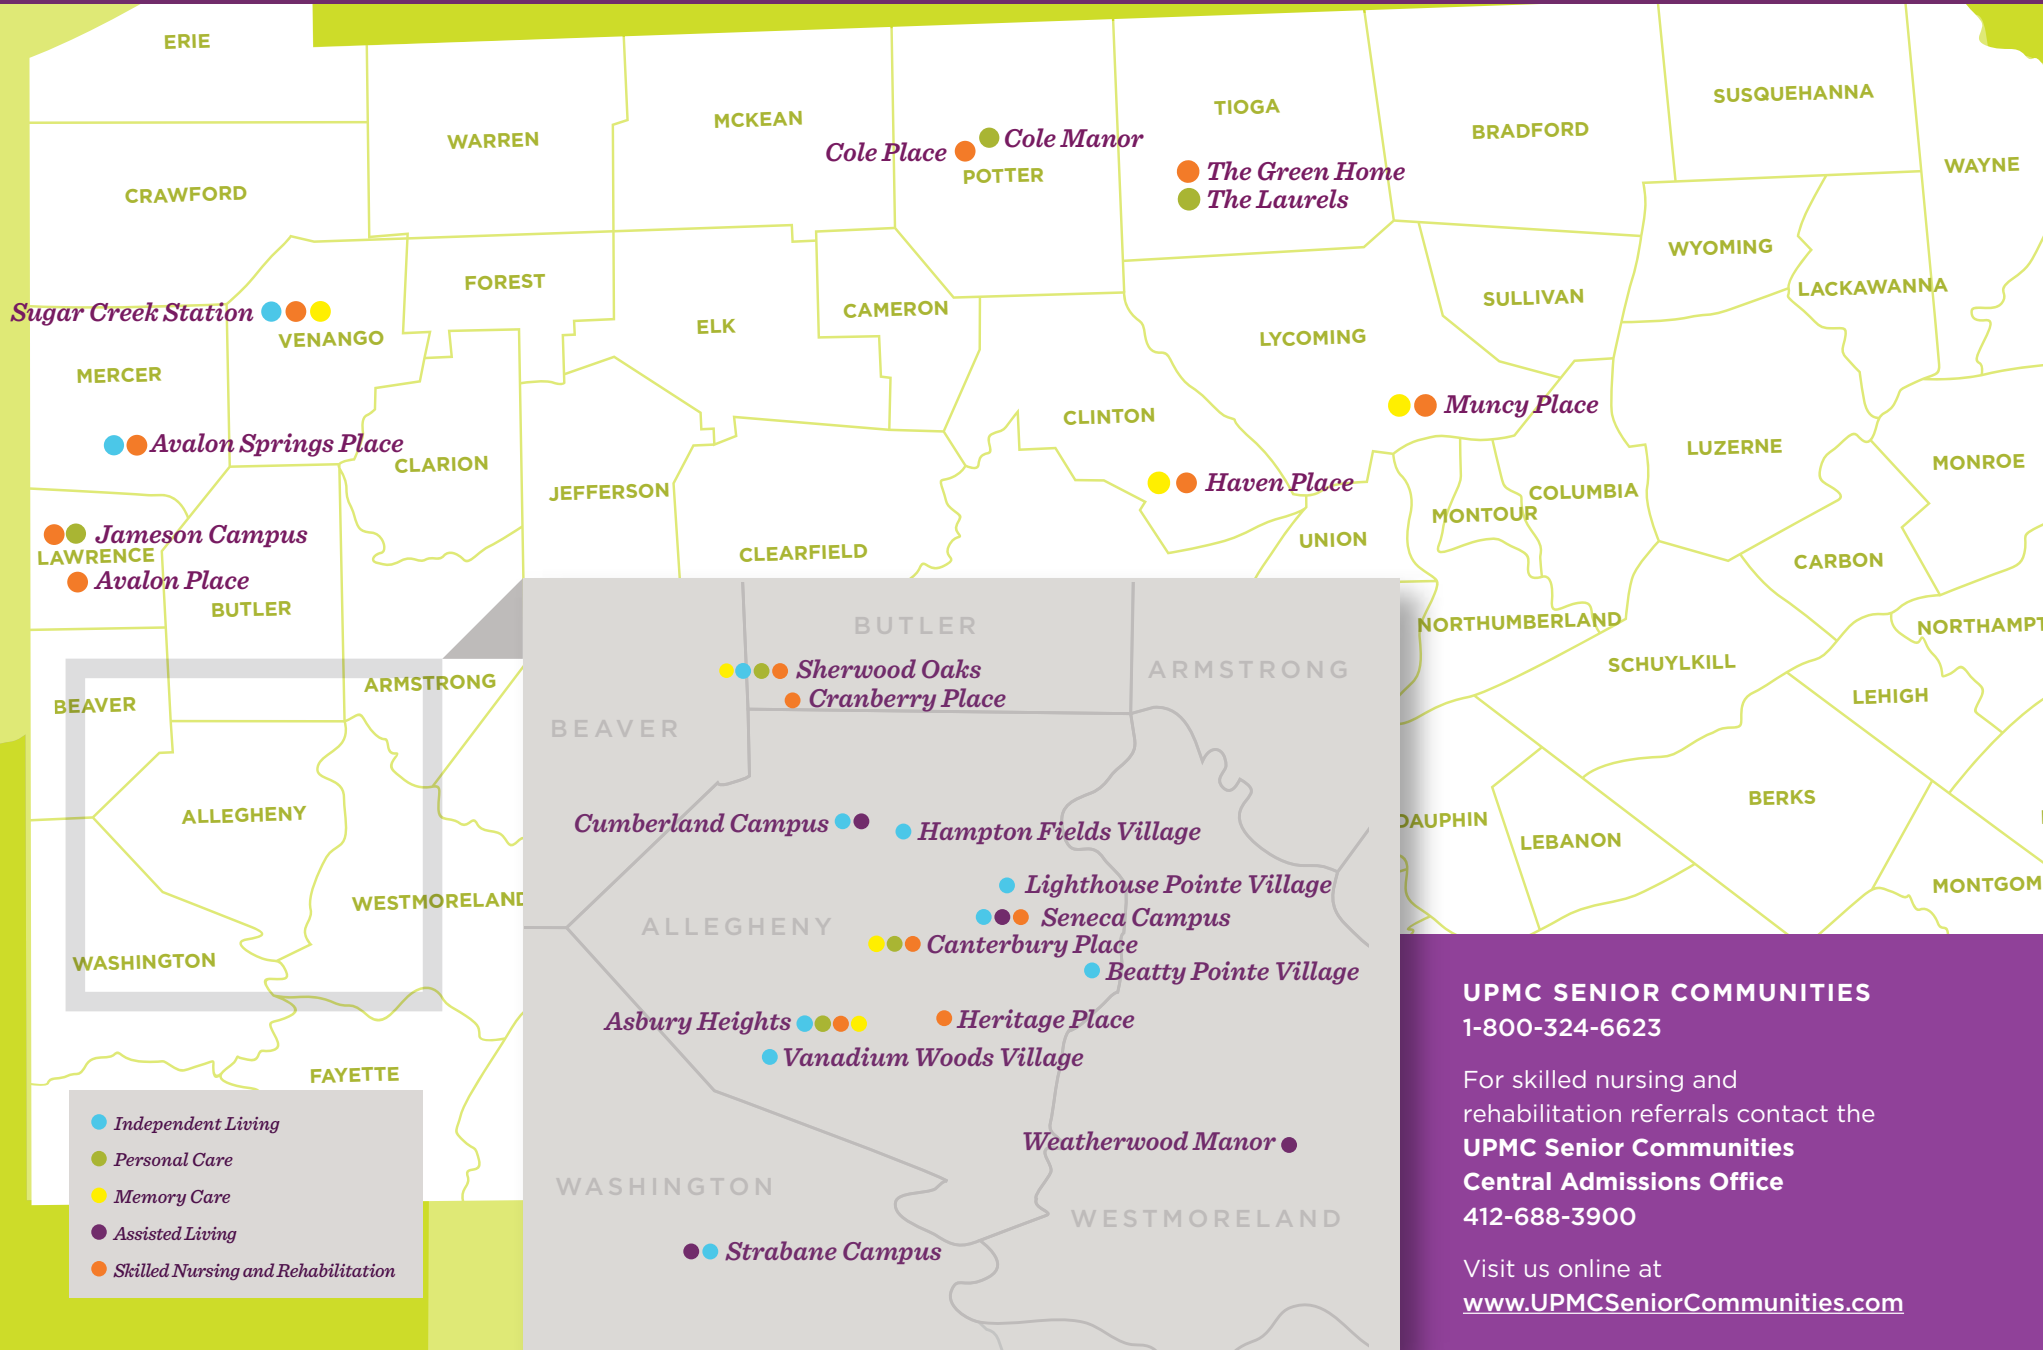 ERIE
SUSQUEHANNA
TIOGA
MCKEAN
BRADFORD
WARREN
Cole Place
Cole Manor
POTTER
WAYNE
The Green Home
The Laurels
CRAWFORD
WYOMING
FOREST
LACKAWANNA
SULLIVAN
CAMERON
Sugar Creek Station
VENANGO
ELK
LYCOMING
MERCER
Muncy Place
CLINTON
Avalon Springs Place
CLARION
LUZERNE
MONROE
JEFFERSON
Haven Place
COLUMBIA
MONTOUR
Jameson Campus
LAWRENCE
UNION
CLEARFIELD
CARBON
Avalon Place
BUTLER
NORTHUMBERLAND
NORTHAMPT
SCHUYLKILL
ARMSTRONG
LEHIGH
BEAVER
BERKS
ALLEGHENY
DAUPHIN
LEBANON
MONTGOM
WESTMORELAND
WASHINGTON
FAYETTE
BUTLER
Sherwood Oaks
ARMSTRONG
Cranberry Place
BEAVER
Cumberland Campus
Hampton Fields Village
Lighthouse Pointe Village
Seneca Campus
ALLEGHENY
Canterbury Place
Beatty Pointe Village
Asbury Heights
Heritage Place
Vanadium Woods Village
Weatherwood Manor
WASHINGTON
WESTMORELAND
Strabane Campus
Independent Living
Personal Care
Memory Care
Assisted Living
Skilled Nursing and Rehabilitation
UPMC SENIOR COMMUNITIES
1-800-324-6623
For skilled nursing and
rehabilitation referrals contact the
UPMC Senior Communities
Central Admissions Office
412-688-3900
Visit us online at
www.UPMCSeniorCommunities.com